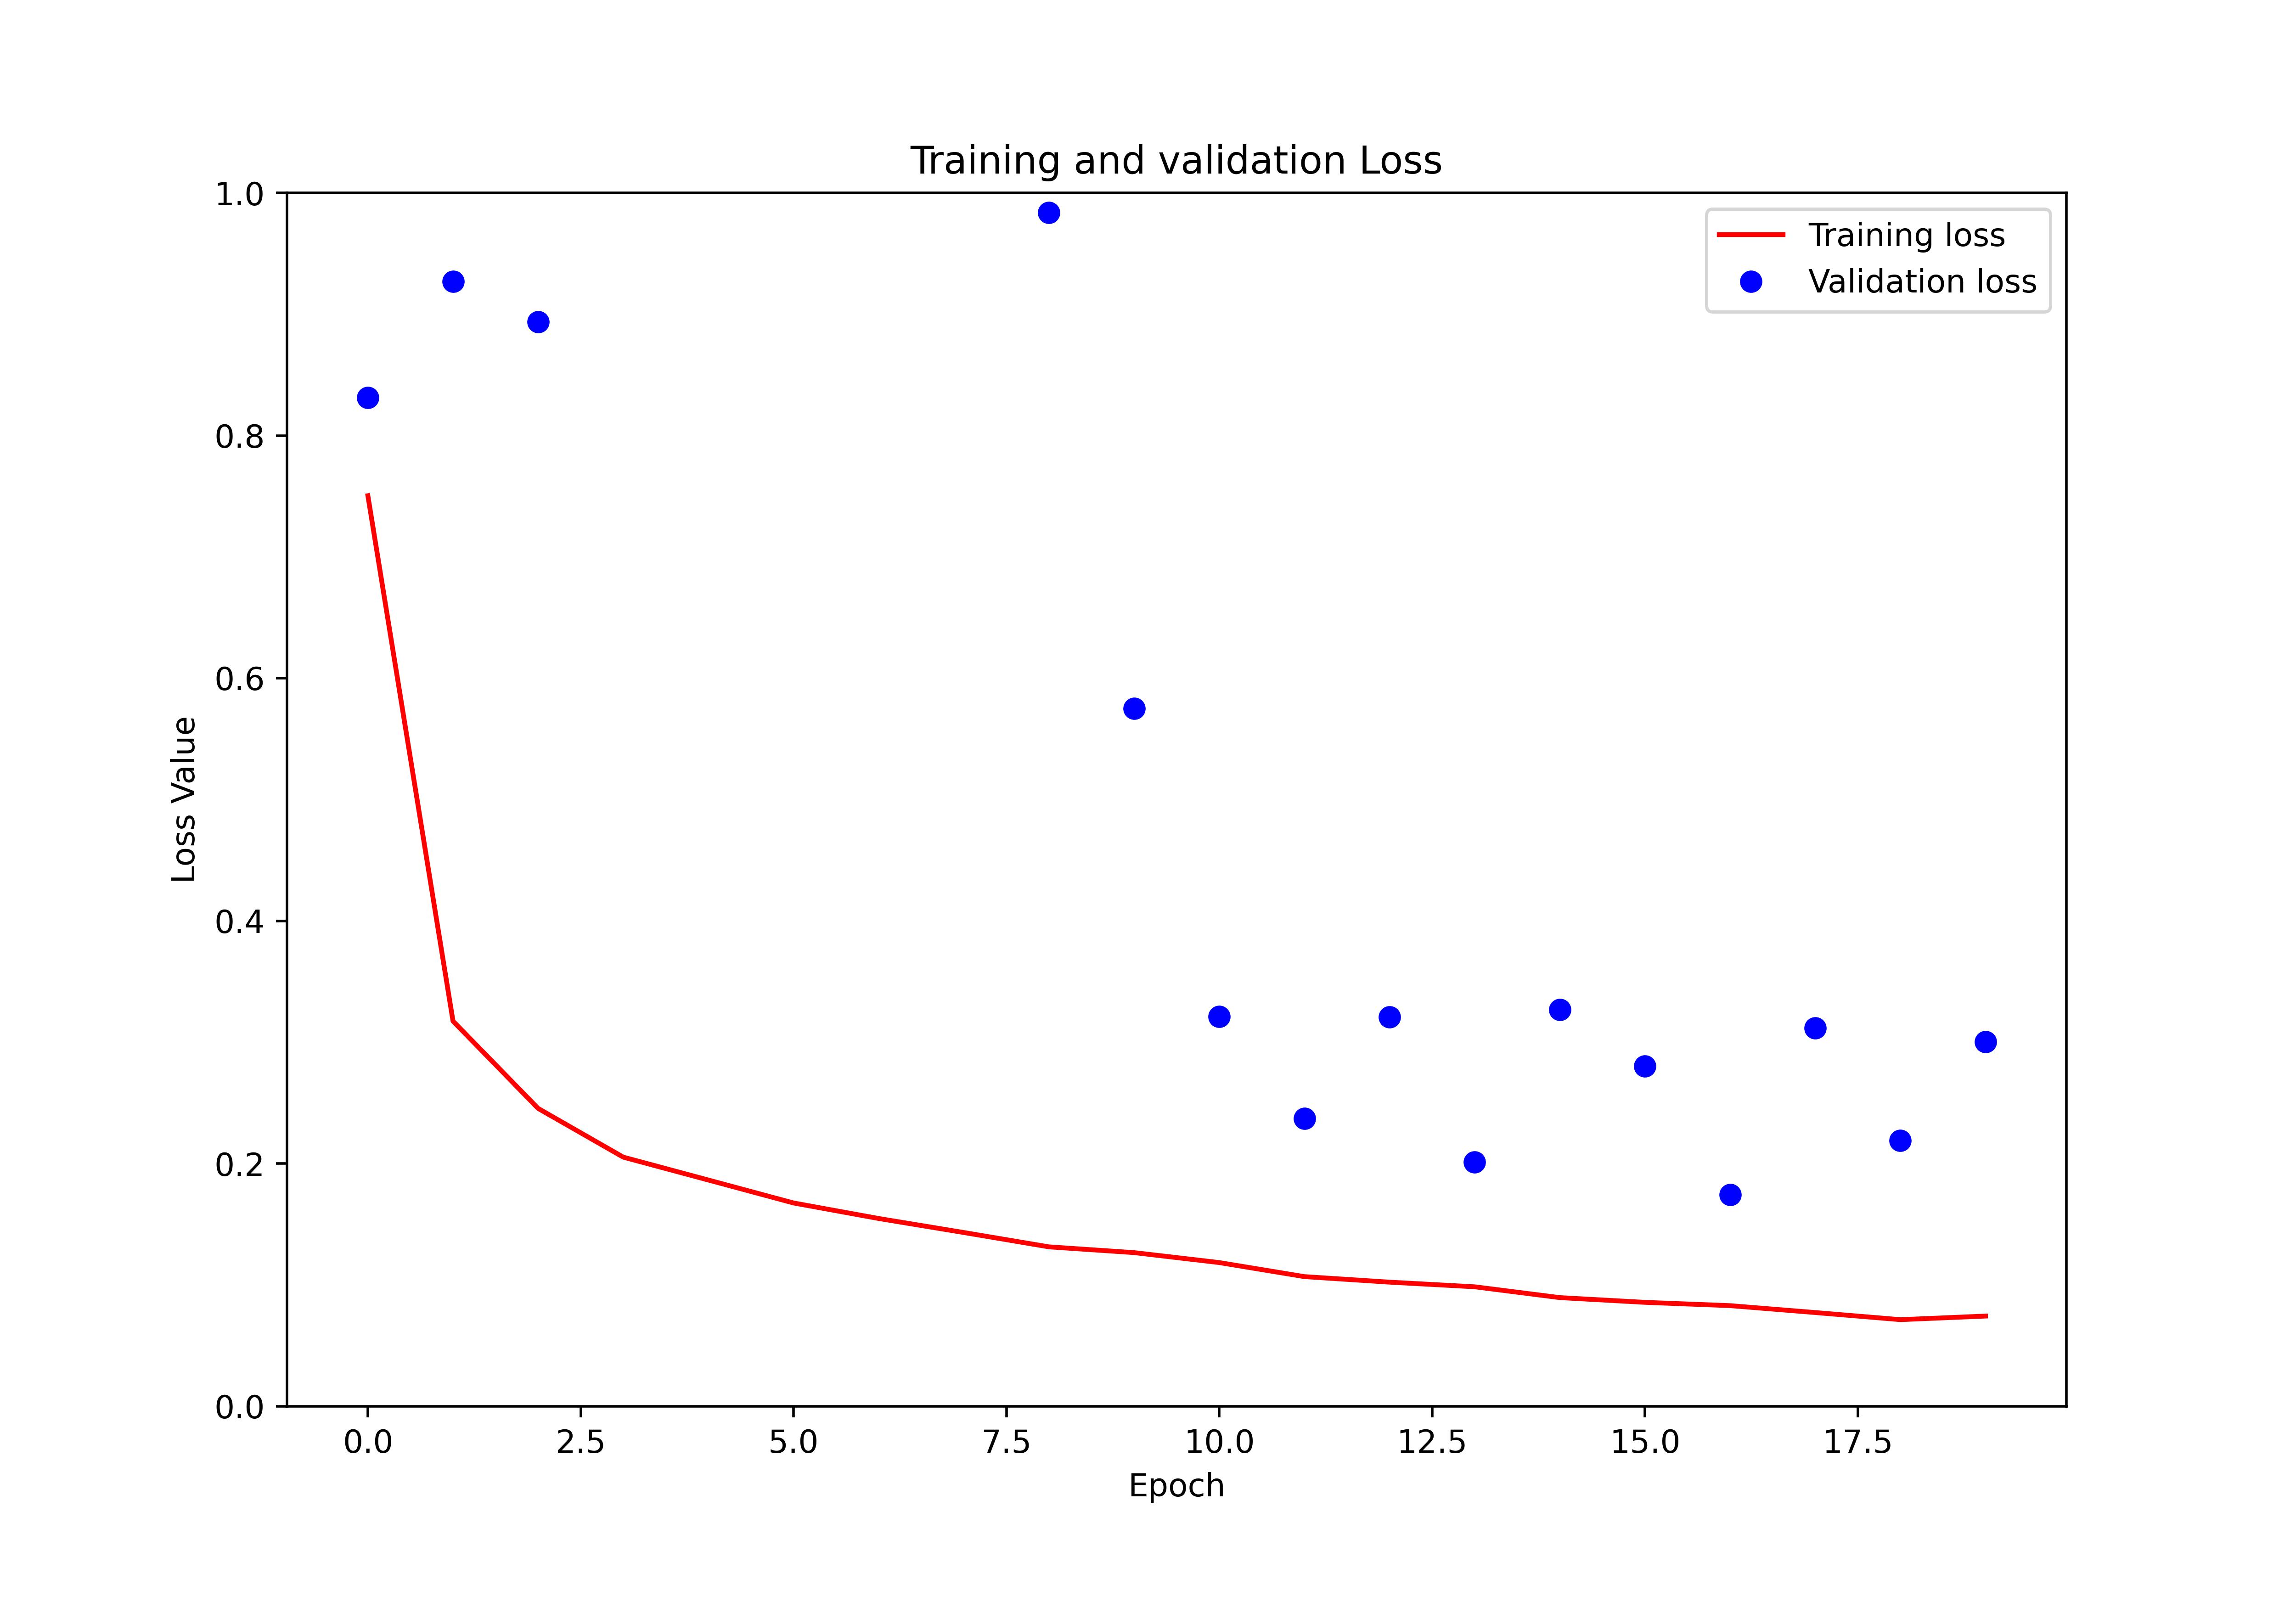 Training and validation Loss
1.0
Training loss
Validation loss
0.8
0.6
Loss Value
0.4
0.2
0.0
0.0 2.5 5.0 7.5 10.0 12.5 15.0 17.5
Epoch